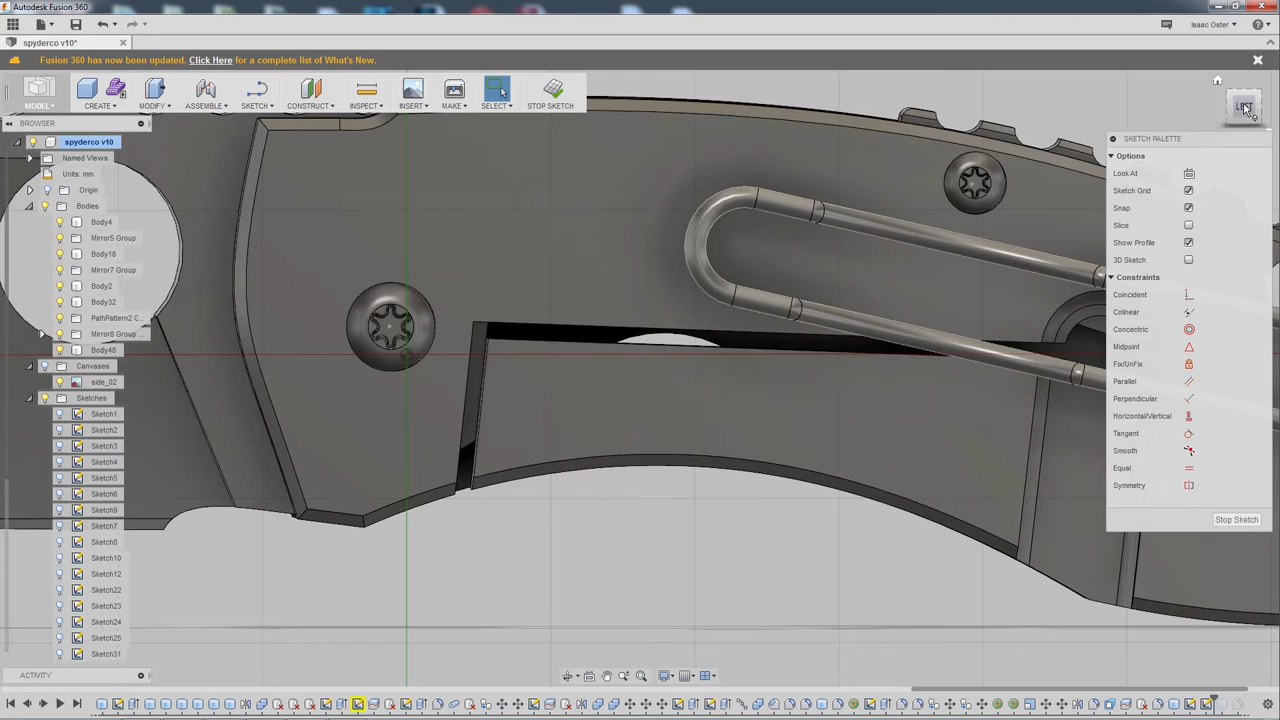 Autodesk Fusion 360
Isaac Oster
spyderco v10*
Fusion 360 has now been updated. Click Here for a complete list of What's New.
MODEL
CREATE
MODIFY
ASSEMBLE
SKETCH
CONSTRUCT
INSPECT
INSERT
MAKE
SELECT
STOP SKETCH
BROWSER
spyderco v10
Named Views
Units: mm
Origin
Bodies
Body4
Mirror5 Group
Body18
Mirror7 Group
Body2
Body32
PathPattern2 G...
Mirror8 Group
Body48
Canvases
side_02
Sketches
Sketch1
Sketch2
Sketch3
Sketch4
Sketch5
Sketch6
Sketch9
Sketch7
Sketch8
Sketch10
Sketch12
Sketch22
Sketch23
Sketch24
Sketch25
Sketch31
ACTIVITY
SKETCH PALETTE
Options
Look At
Sketch Grid
Snap
Slice
Show Profile
3D Sketch
Constraints
Coincident
Colinear
Concentric
Midpoint
Fix/UnFix
Parallel
Perpendicular
Horizontal/Vertical
Tangent
Smooth
Equal
Symmetry
Stop Sketch